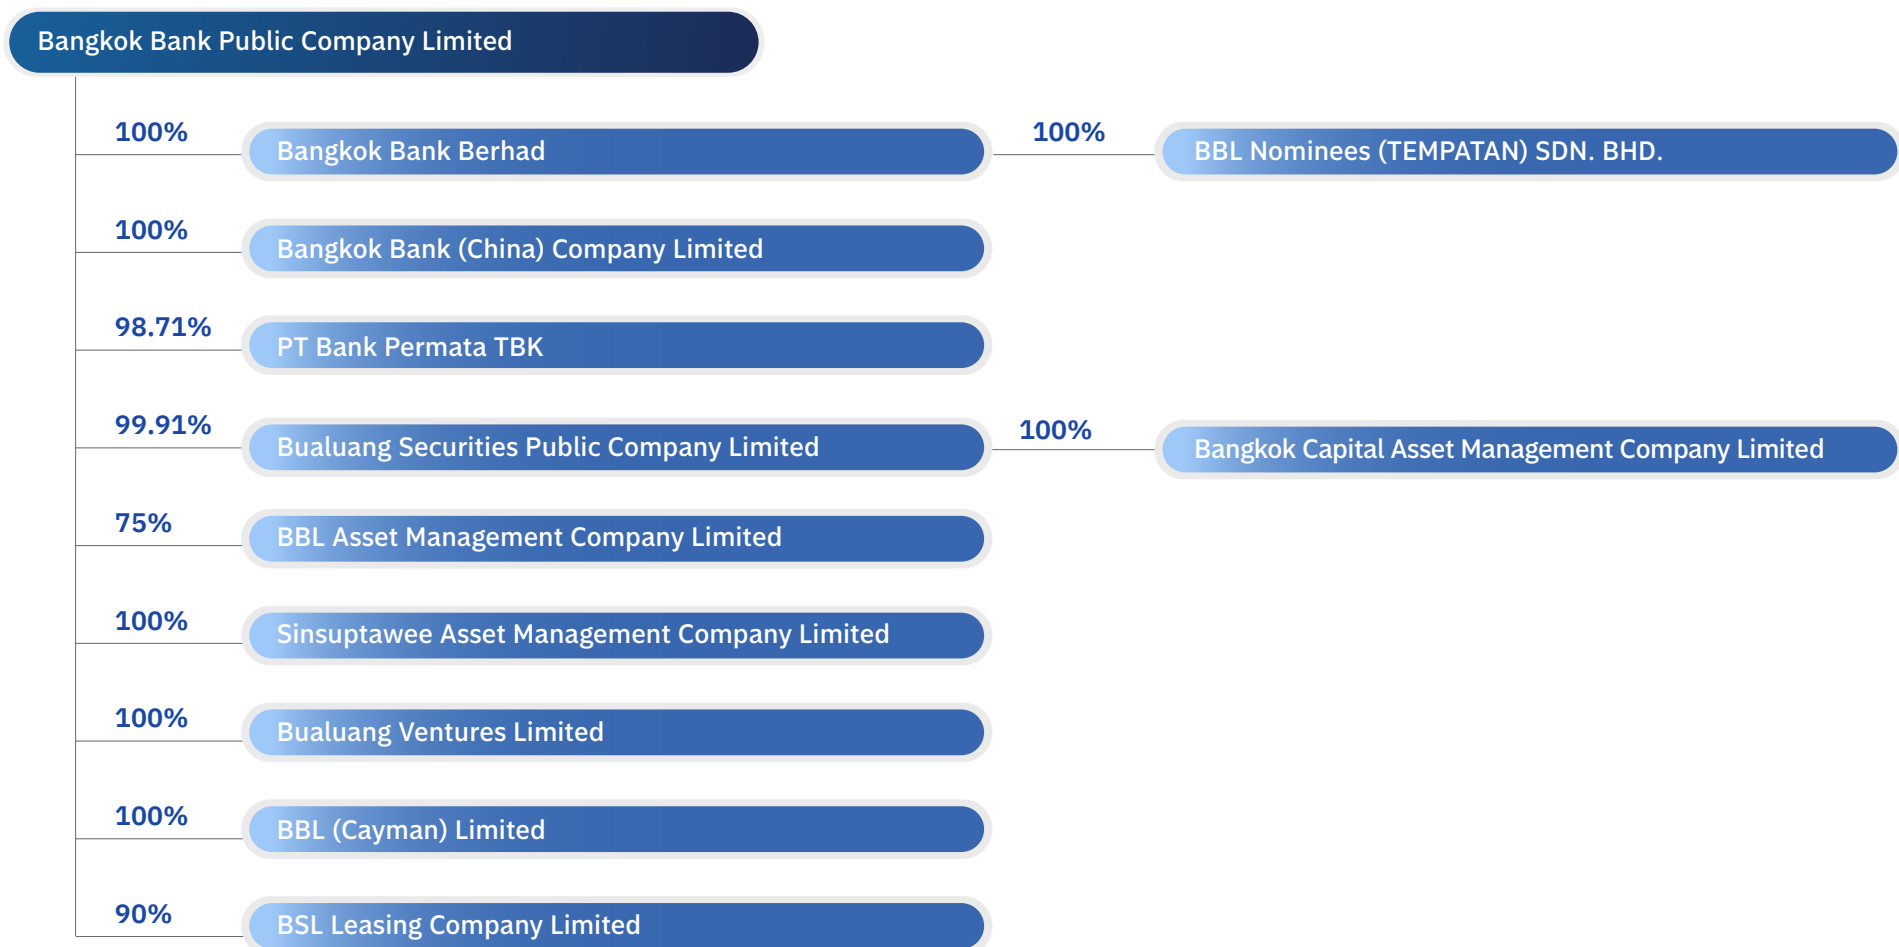 Bangkok Bank Public Company Limited
100%
Bangkok Bank Berhad
100%
BBL Nominees (TEMPATAN) SDN. BHD.
100%
Bangkok Bank (China) Company Limited
98.71%
PT Bank Permata TBK
99.91%
Bualuang Securities Public Company Limited
100%
Bangkok Capital Asset Management Company Limited
75%
BBL Asset Management Company Limited
100%
Sinsuptawee Asset Management Company Limited
100%
Bualuang Ventures Limited
100%
BBL (Cayman) Limited
90%
BSL Leasing Company Limited